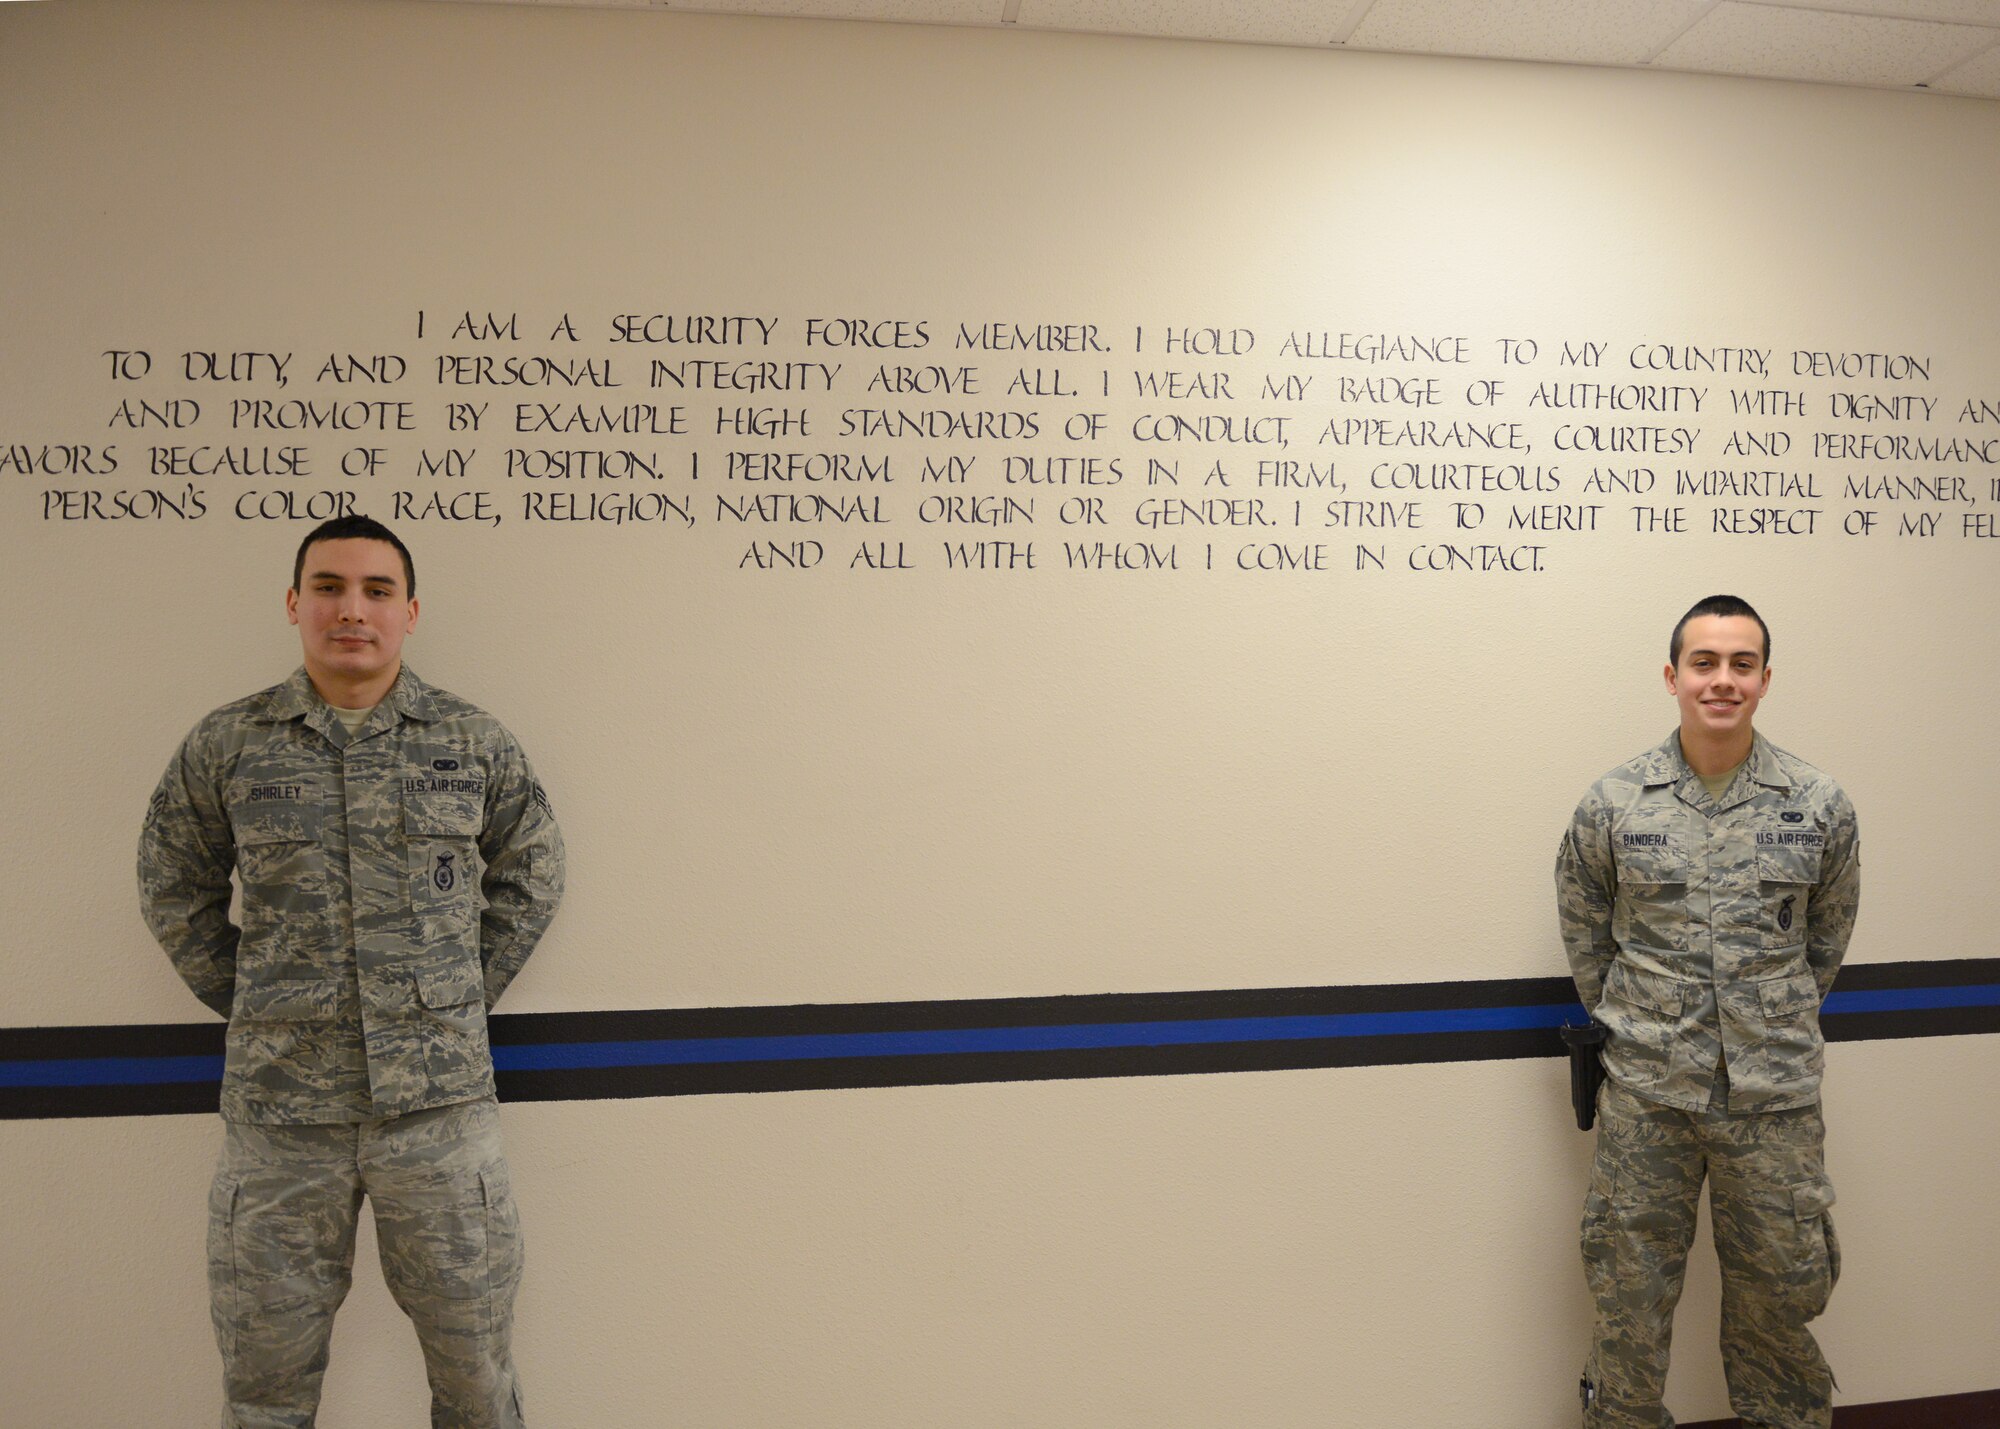 I AM A SECURITY FORCES MEMBER. I HOLD ALLEGIANCE TO MY COUNTRY, DEVOTION
TO DUTY, AND PERSONAL INTEGRITY ABOVE ALL. I WEAR MY BADGE OF AUTHORITY WITH DIGNITY AN
AND PROMOTE BY EXAMPLE HIGH STANDARDS OF CONDUCT, APPEARANCE, COURTESY AND PERFORMANC
AVORS BECAUSE OF MY POSITION. I PERFORM MY DUTIES IN A FIRM, COURTEOUS AND IMPARTIAL MANNER, I
PERSON'S COLOR, RACE, RELIGION, NATIONAL ORIGIN OR GENDER. I STRIVE TO MERIT THE RESPECT OF MY FEL
AND ALL WITH WHOM I COME IN CONTACT.
SHIRLEY
U.S. AIR FORCE
BANDERA
U.S. AIR FORCE